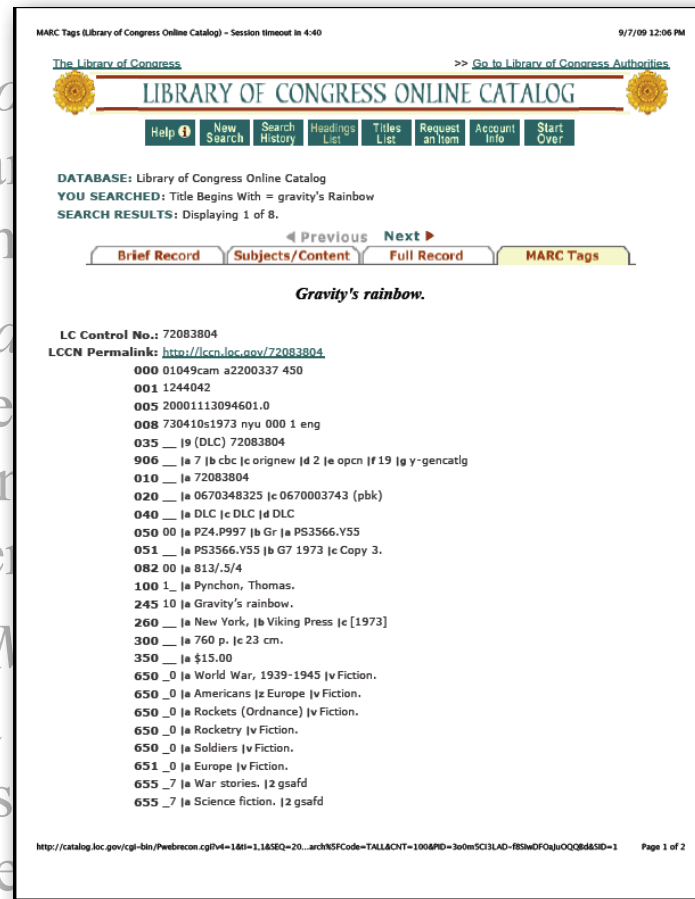 MARC Tags (Library of Congress Online Catalog) – Session timeout in 4:40 9/7/09 12:06 PM
The Library of Congress >> Go to Library of Congress Authorities
LIBRARY OF CONGRESS ONLINE CATALOG
Help i New Search Search History Headings List Titles List Request an Item Account Info Start Over
DATABASE: Library of Congress Online Catalog
YOU SEARCHED: Title Begins With = gravity's Rainbow
SEARCH RESULTS: Displaying 1 of 8.
◄ Previous Next ►
Brief Record Subjects/Content Full Record MARC Tags
Gravity's rainbow.
LC Control No.: 72083804
LCCN Permalink: http://lccn.loc.gov/72083804
000 01049cam a2200337 450
001 1244042
005 20001113094601.0
008 730410s1973 nyu 000 1 eng
035 __ |9 (DLC) 72083804
906 __ |a 7 |b cbc |c orignew |d 2 |e opcn |f 19 |g y-gencatlg
010 __ |a 72083804
020 __ |a 0670348325 |c 0670003743 (pbk)
040 __ |a DLC |c DLC |d DLC
050 00 |a PZ4.P997 |b Gr |a PS3566.Y55
051 __ |a PS3566.Y55 |b G7 1973 |c Copy 3.
082 00 |a 813/.5/4
100 1_ |a Pynchon, Thomas.
245 10 |a Gravity's rainbow.
260 __ |a New York, |b Viking Press |c [1973]
300 __ |a 760 p. |c 23 cm.
350 __ |a $15.00
650 _0 |a World War, 1939-1945 |v Fiction.
650 _0 |a Americans |z Europe |v Fiction.
650 _0 |a Rockets (Ordnance) |v Fiction.
650 _0 |a Rocketry |v Fiction.
650 _0 |a Soldiers |v Fiction.
651 _0 |a Europe |v Fiction.
655 _7 |a War stories. |2 gsafd
655 _7 |a Science fiction. |2 gsafd
Page 1 of 2